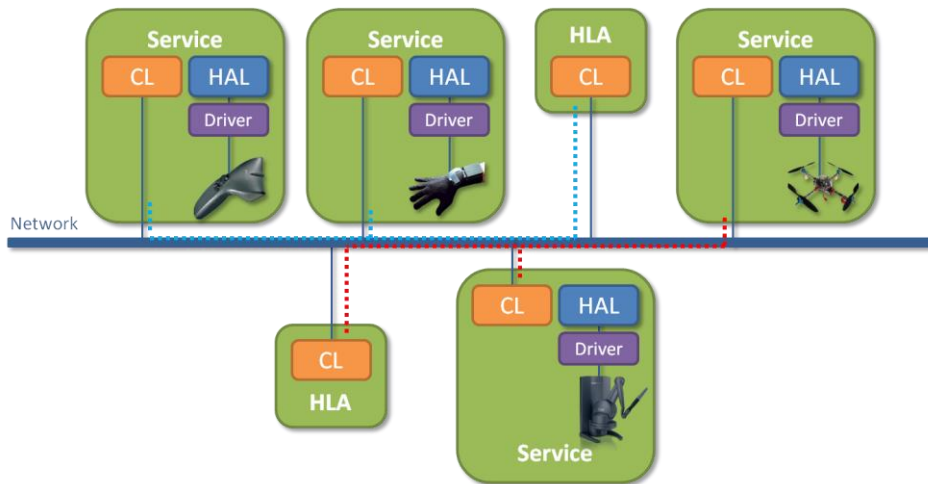 Service
CL HAL
Driver
Service
CL HAL
Driver
HLA
CL
Service
CL HAL
Driver
Network
CL
HLA
CL HAL
Driver
Service